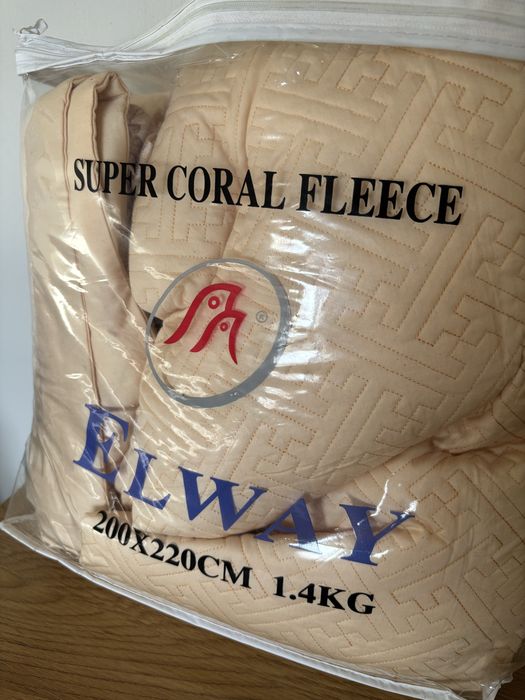 SUPER CORAL FLEECE
®
ELWAY
200X220CM 1.4KG